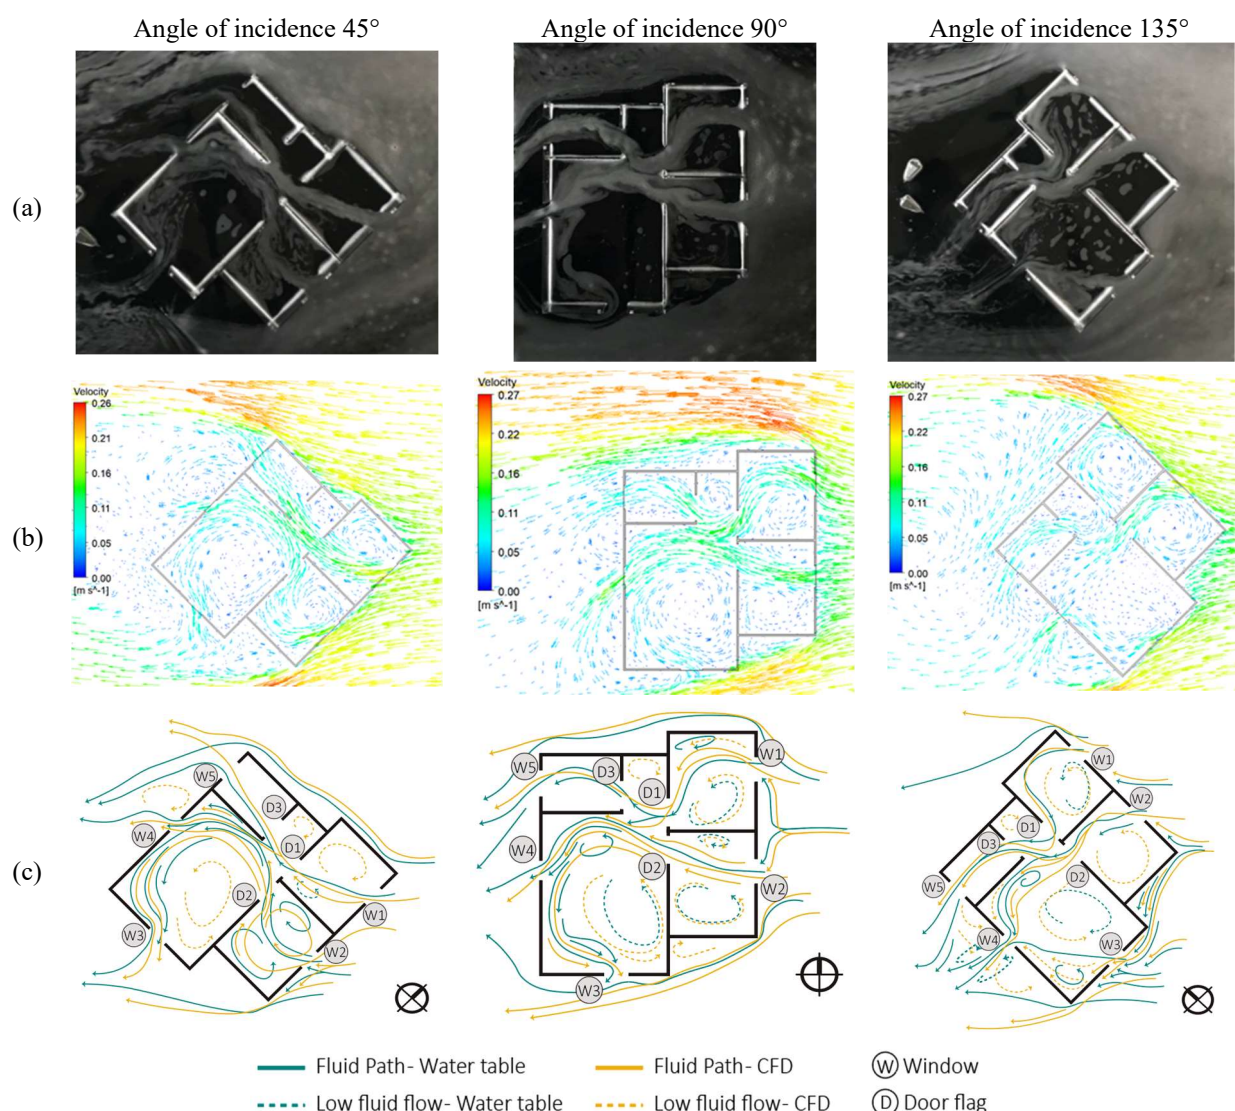 Angle of incidence 45°
Angle of incidence 90°
Angle of incidence 135°
(a)
Velocity
0.26
0.21
0.16
0.11
0.05
0.00
[m s^-1]
Velocity
0.27
0.22
0.16
0.11
0.05
0.00
[m s^-1]
Velocity
0.27
0.22
0.16
0.11
0.05
0.00
[m s^-1]
(b)
W5
D3
W4
D1
D2
W1
W3
W2
W1
W5
D3
D1
W4
D2
W2
W3
W1
W2
D1
D3
D2
W5
W4
W3
(c)
Fluid Path- Water table
Fluid Path- CFD
W Window
Low fluid flow- Water table
Low fluid flow- CFD
D Door flag